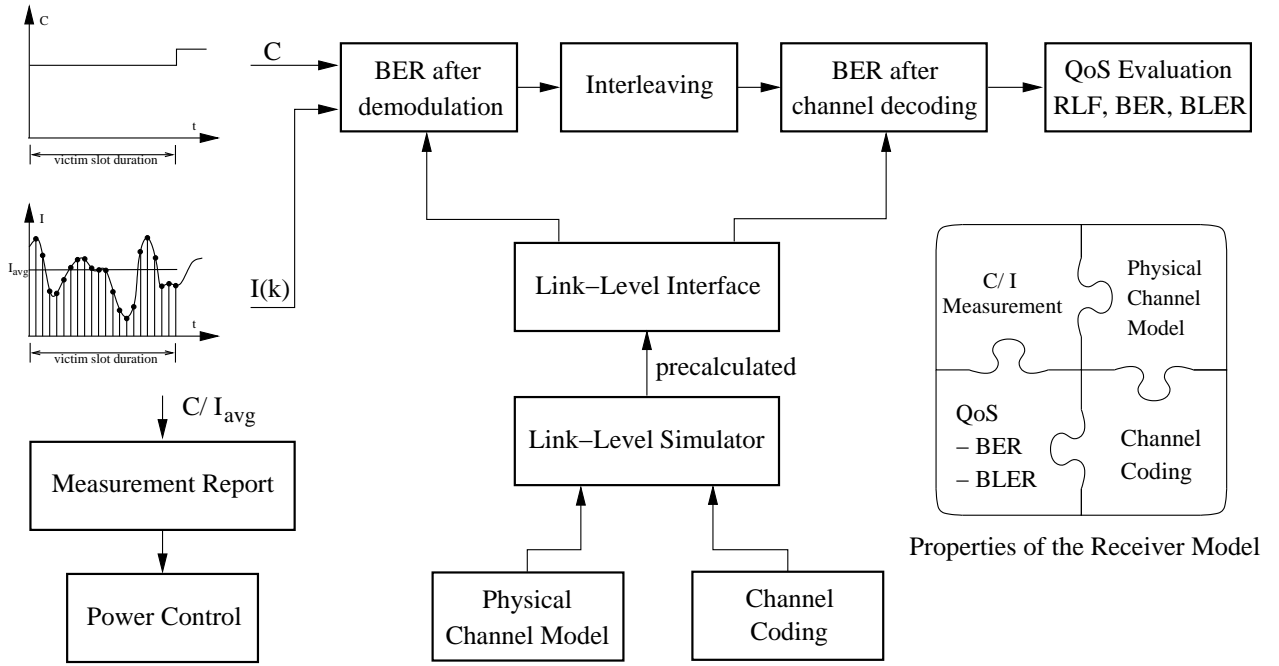 C
t
victim slot duration
C
BER after
demodulation
Interleaving
BER after
channel decoding
QoS Evaluation
RLF, BER, BLER
I
I_avg
t
victim slot duration
I(k)
Link–Level Interface
precalculated
Link–Level Simulator
C/ I_avg
Measurement Report
Power Control
Physical
Channel Model
Channel
Coding
C/ I
Measurement
Physical
Channel
Model
QoS
– BER
– BLER
Channel
Coding
Properties of the Receiver Model